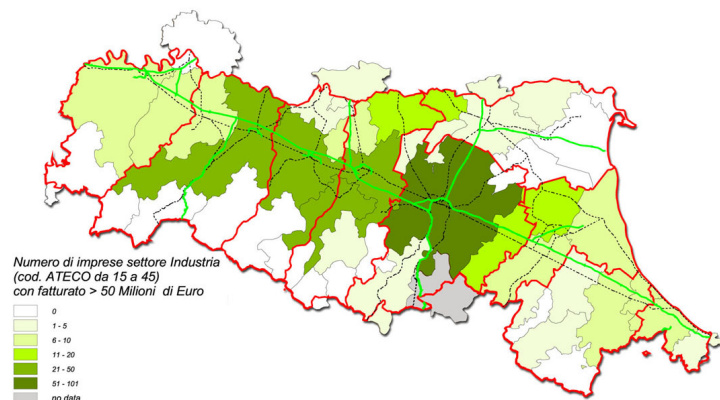 Numero di imprese settore Industria
(cod. ATECO da 15 a 45)
con fatturato > 50 Milioni di Euro
0
1 - 5
6 - 10
11 - 20
21 - 50
51 - 101
no data